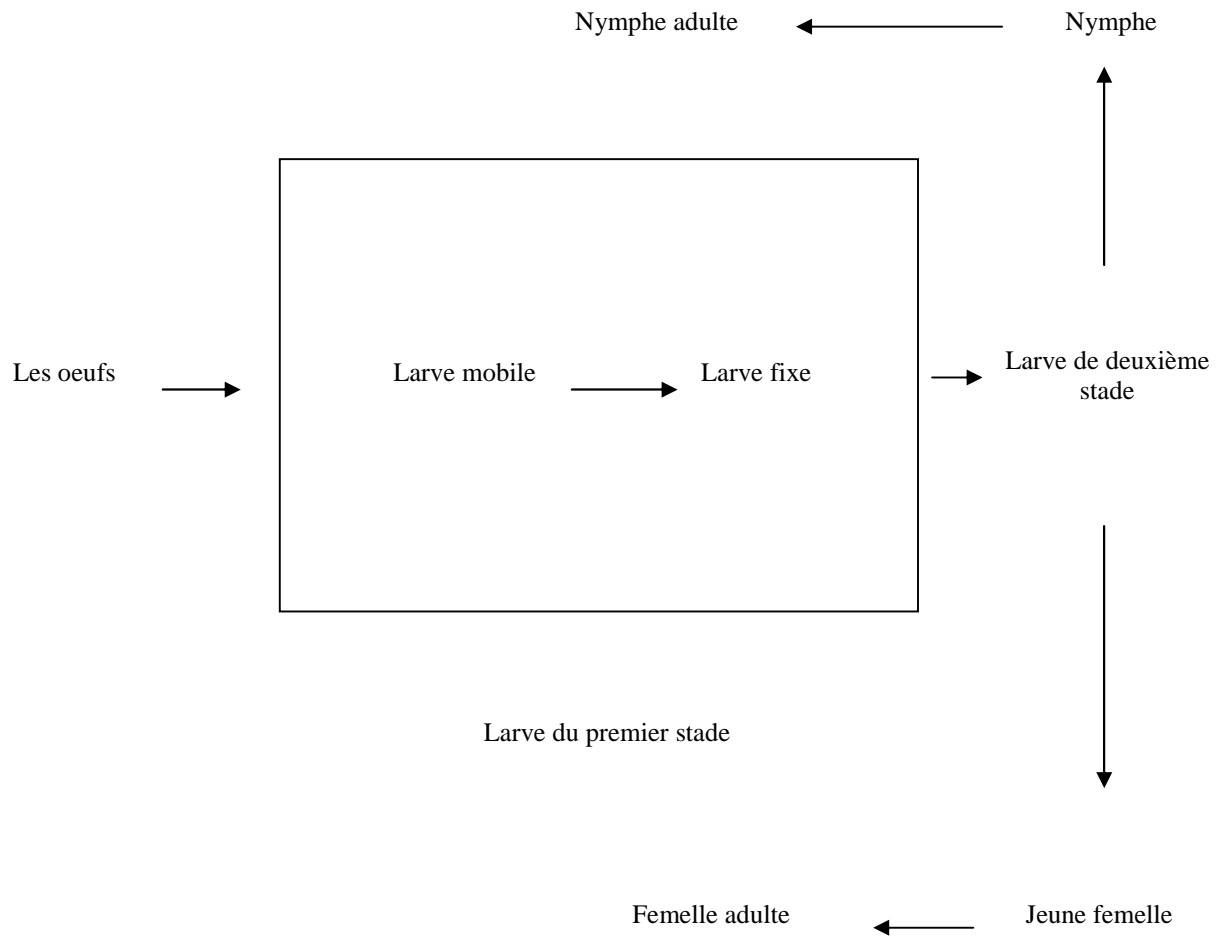 Nymphe adulte
Nymphe
Les oeufs
Larve mobile
Larve fixe
Larve de deuxième
stade
Larve du premier stade
Femelle adulte
Jeune femelle